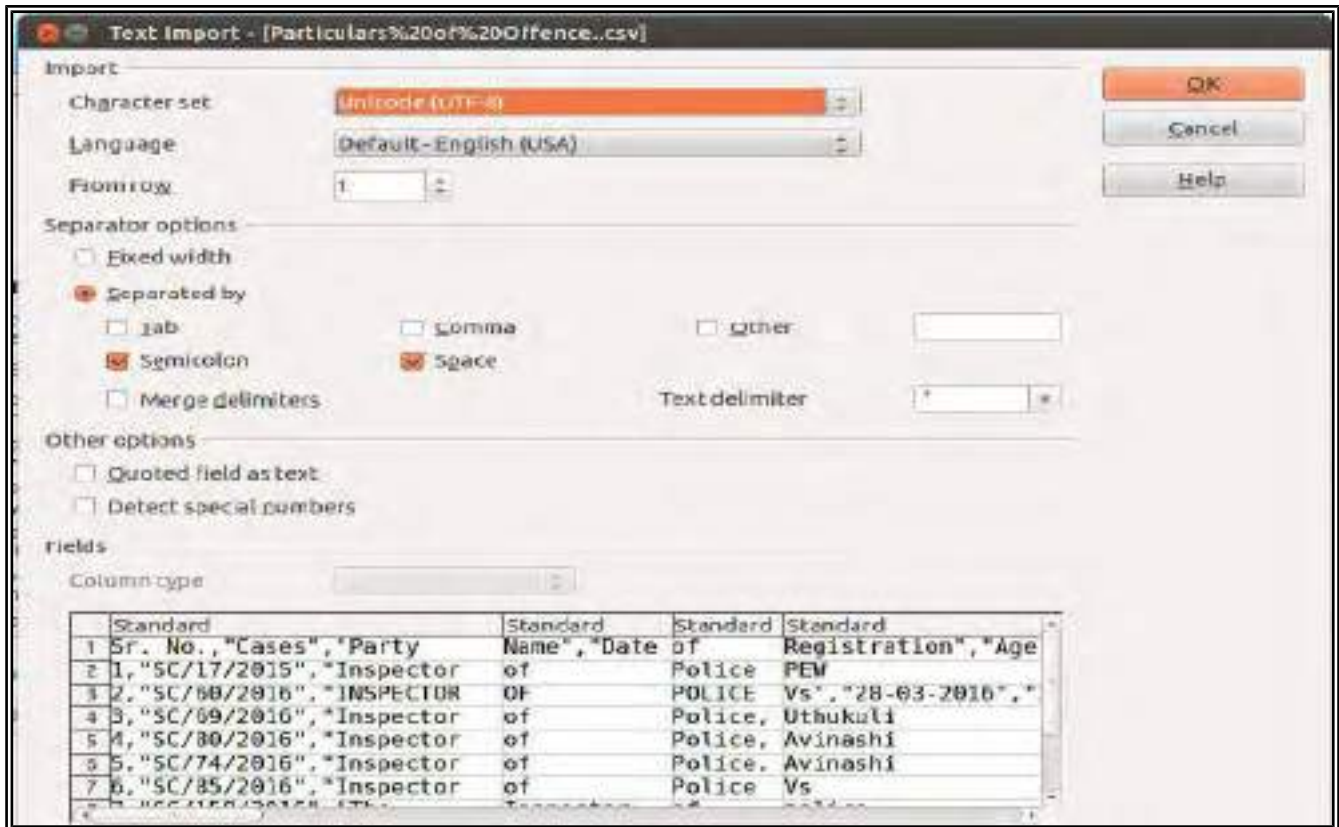 Text Import - [Particulars%20of%20Offence..csv]
Import
Character set Unicode (UTF-8)
Language Default - English (USA)
From row 1
OK
Cancel
Help
Separator options
Fixed width
Separated by
Tab Comma Other
Semicolon Space
Merge delimiters Text delimiter "
Other options
Quoted field as text
Detect special numbers
Fields
Column type
Standard Standard Standard Standard
1 Sr. No.,"Cases","Party Name","Date of Registration","Age
2 1,"SC/17/2015","Inspector of Police PEW
3 2,"SC/60/2016","INSPECTOR OF POLICE Vs","28-03-2016","
4 3,"SC/69/2016","Inspector of Police, Uthukuli
5 4,"SC/80/2016","Inspector of Police, Avinashi
6 5,"SC/74/2016","Inspector of Police, Avinashi
7 6,"SC/85/2016","Inspector of Police Vs